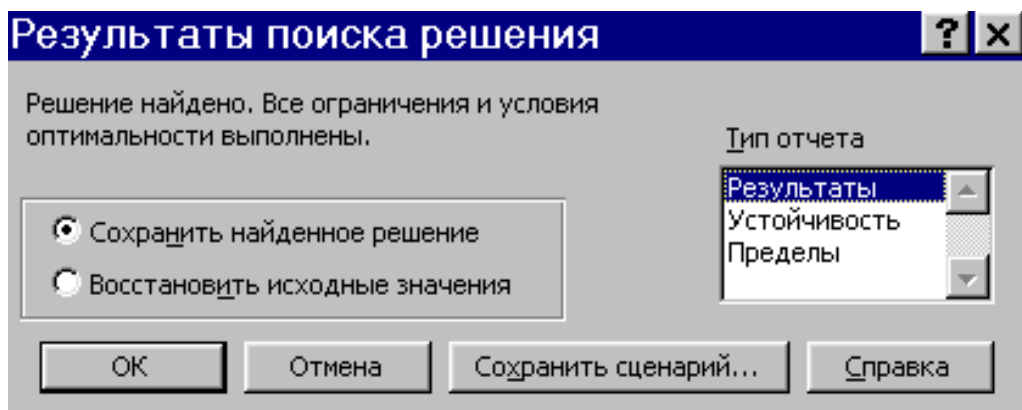 Результаты поиска решения
Решение найдено. Все ограничения и условия
оптимальности выполнены.
Тип отчета
Результаты
Устойчивость
Пределы
Сохранить найденное решение
Восстановить исходные значения
ОК
Отмена
Сохранить сценарий...
Справка